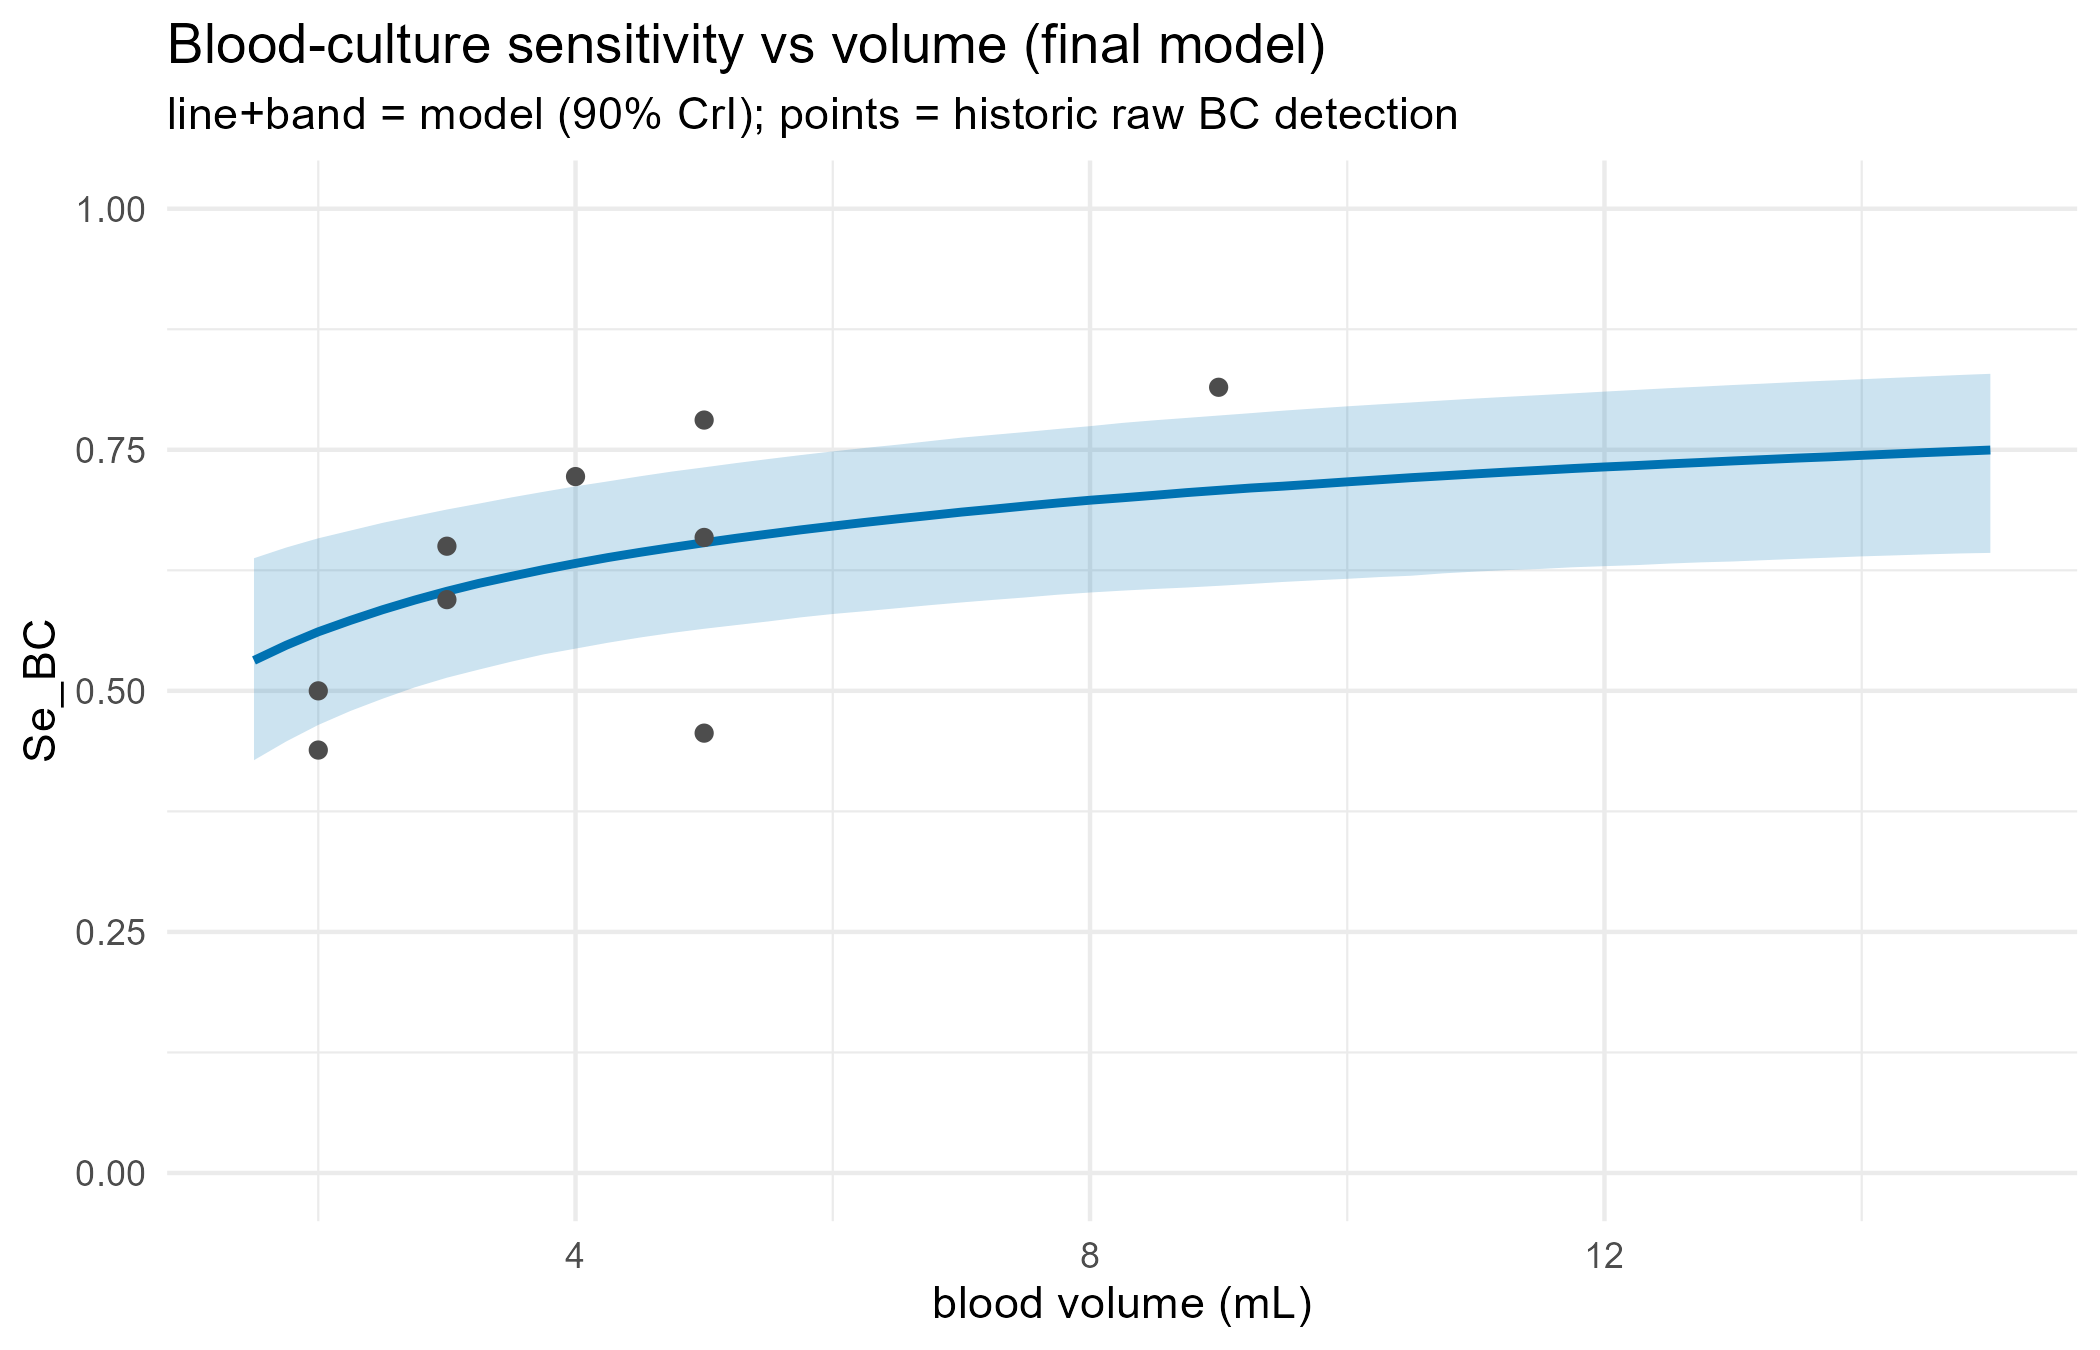 Blood-culture sensitivity vs volume (final model)
line+band = model (90% CrI); points = historic raw BC detection
Se_BC
1.00
0.75
0.50
0.25
0.00
4
8
12
blood volume (mL)